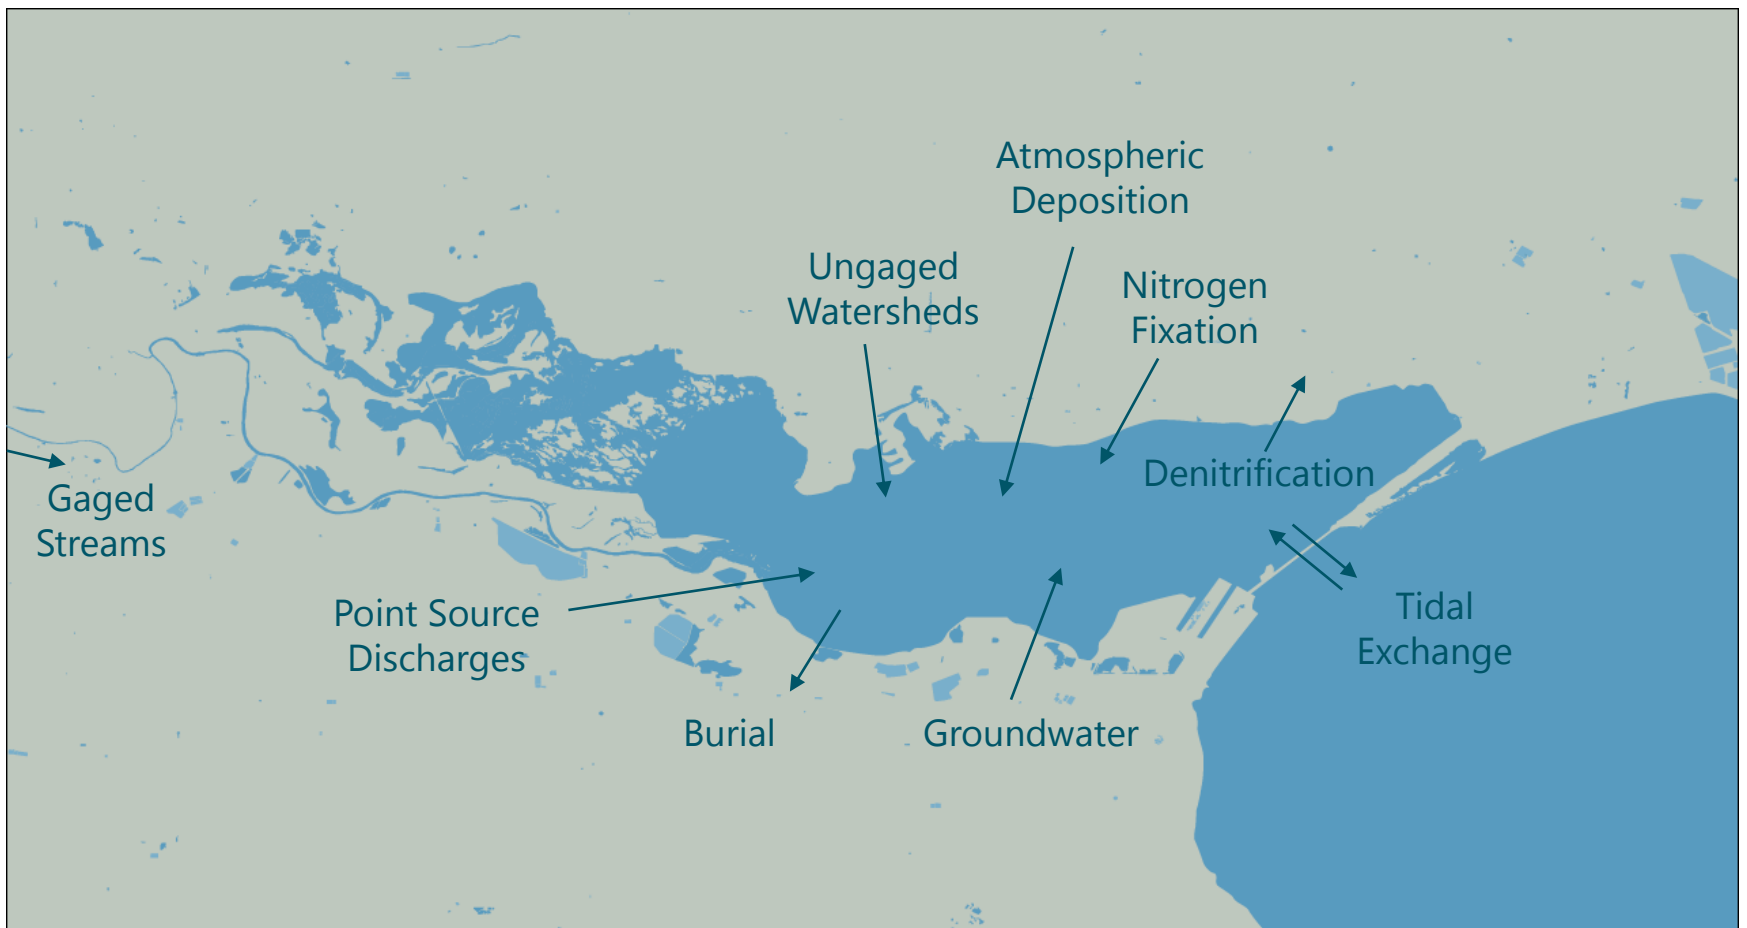 Atmospheric
Deposition
Ungaged
Watersheds
Nitrogen
Fixation
Denitrification
Gaged
Streams
Point Source
Discharges
Tidal
Exchange
Burial
Groundwater